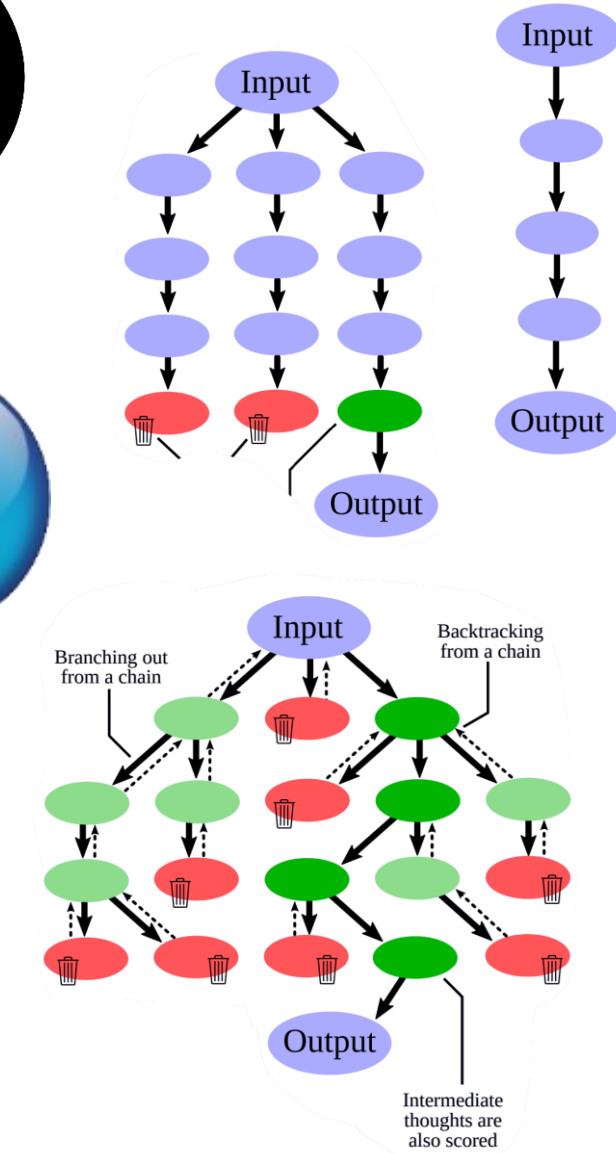 Input
Output
Input
Output
Input
Branching out
from a chain
Backtracking
from a chain
Output
Intermediate
thoughts are
also scored